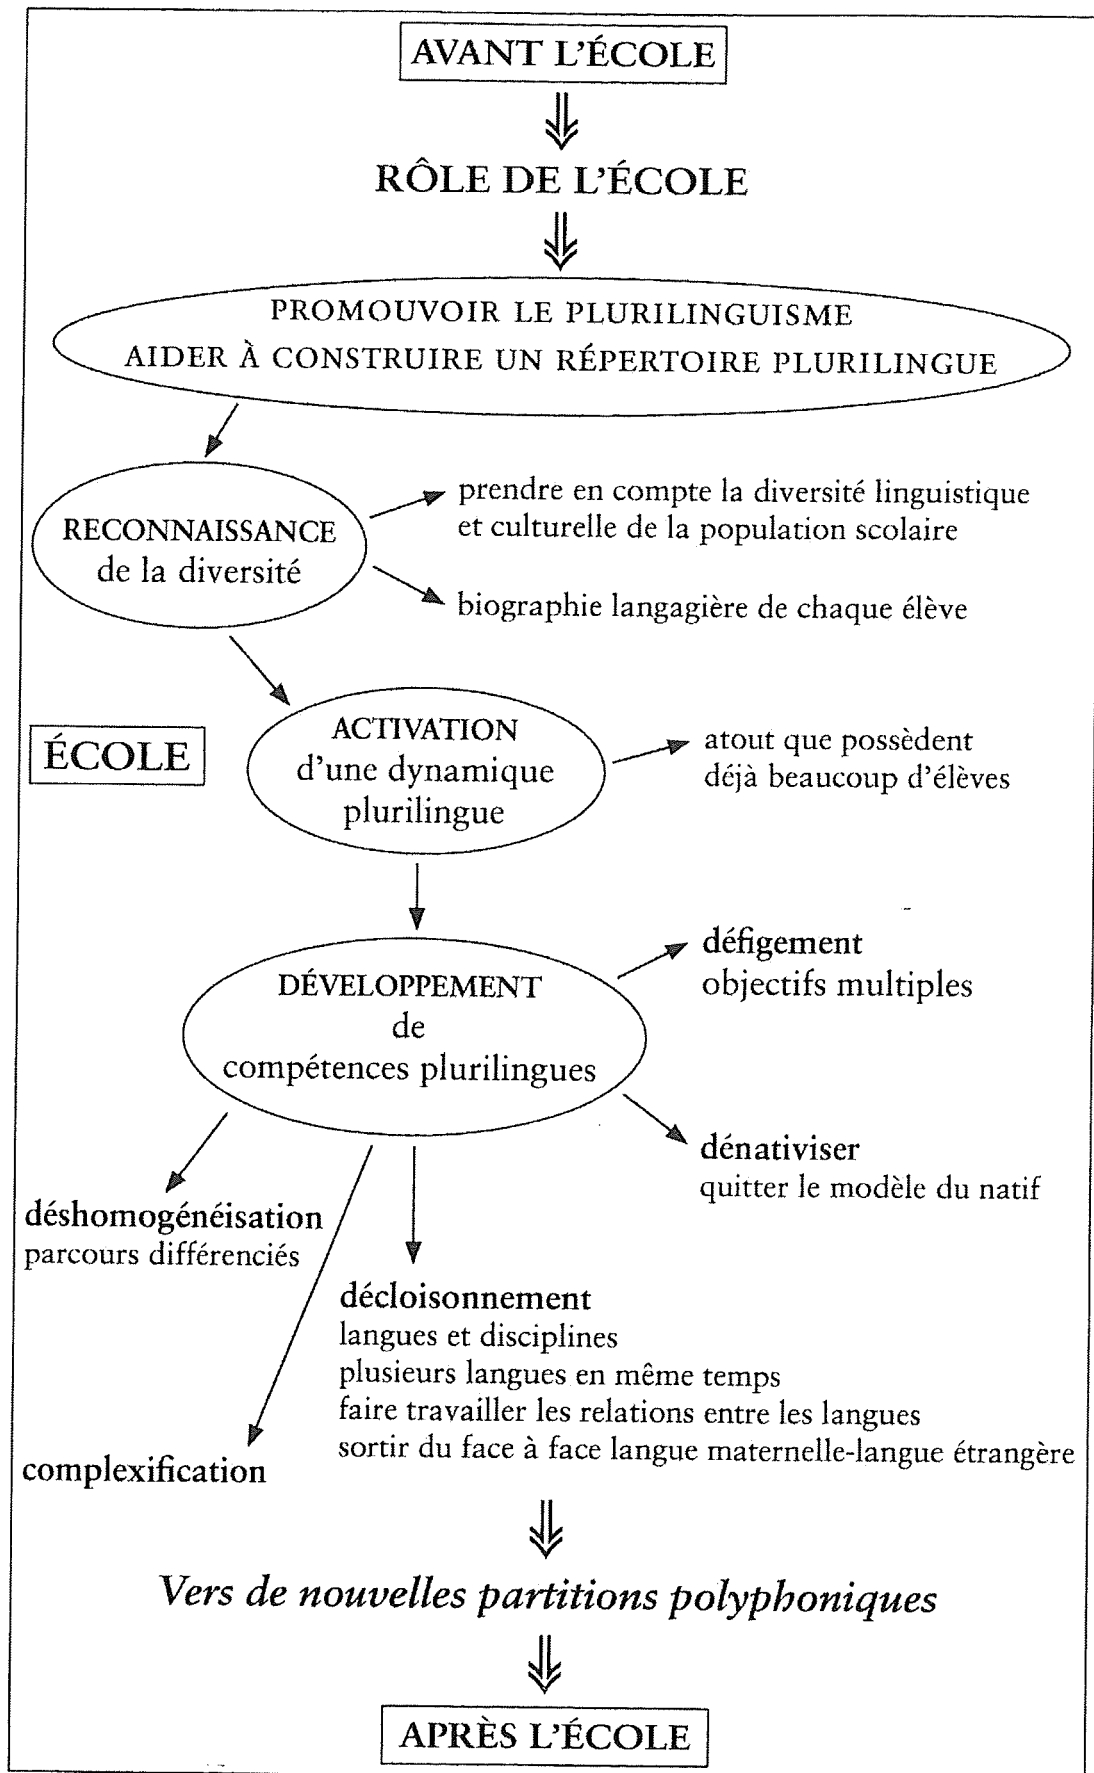 AVANT L'ÉCOLE
RÔLE DE L'ÉCOLE
PROMOUVOIR LE PLURILINGUISME
AIDER À CONSTRUIRE UN RÉPERTOIRE PLURILINGUE
RECONNAISSANCE
de la diversité
prendre en compte la diversité linguistique
et culturelle de la population scolaire
biographie langagière de chaque élève
ÉCOLE
ACTIVATION
d'une dynamique
plurilingue
atout que possèdent
déjà beaucoup d'élèves
DÉVELOPPEMENT
de
compétences plurilingues
défigement
objectifs multiples
dénativiser
quitter le modèle du natif
déshomogénéisation
parcours différenciés
décloisonnement
langues et disciplines
plusieurs langues en même temps
faire travailler les relations entre les langues
sortir du face à face langue maternelle-langue étrangère
complexification
Vers de nouvelles partitions polyphoniques
APRÈS L'ÉCOLE